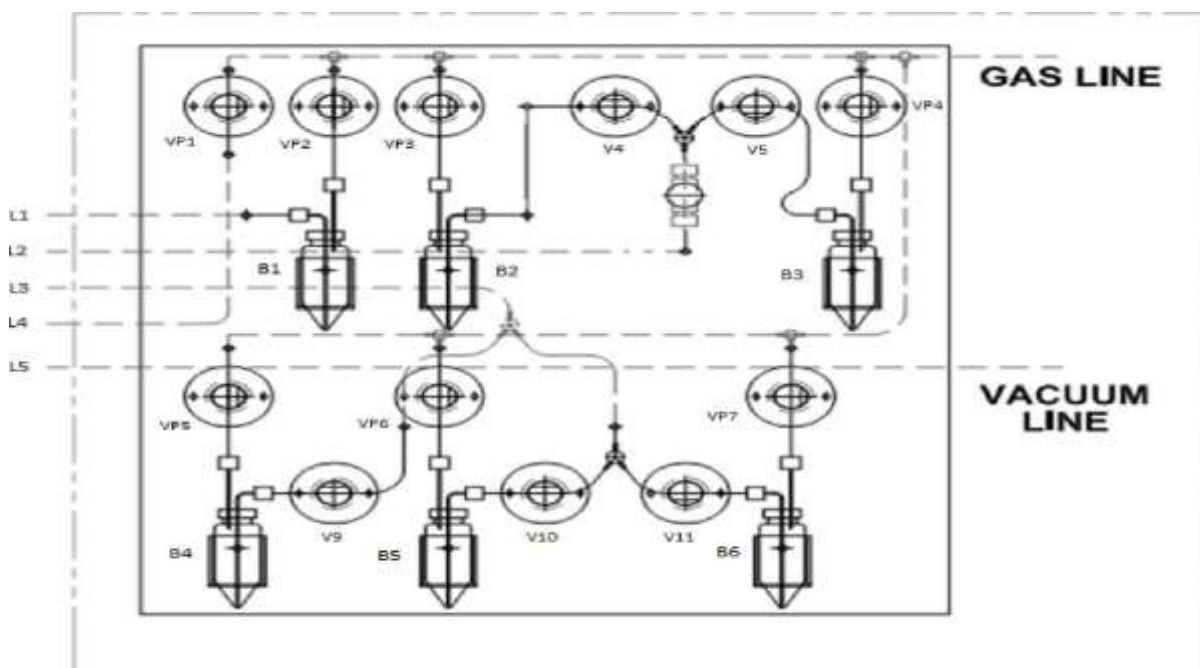 GAS LINE
VP1
VP2
VP3
V4
V5
VP4
L1
L2
L3
L4
L5
B1
B2
B3
VACUUM
LINE
VP5
VP6
VP7
V9
V10
V11
B4
B5
B6